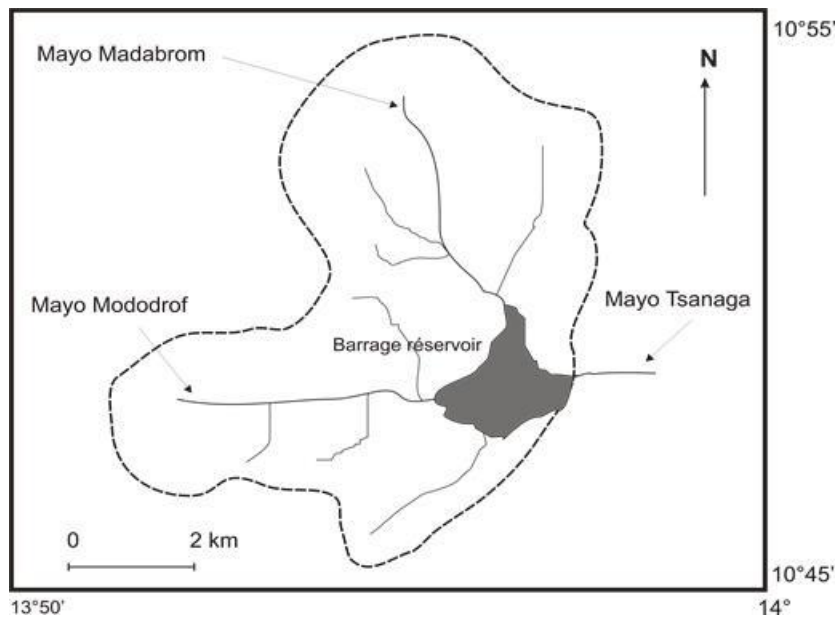 10°55'
Mayo Madabrom
N
Mayo Mododrof
Mayo Tsanaga
Barrage réservoir
0 2 km
10°45'
13°50' 14°